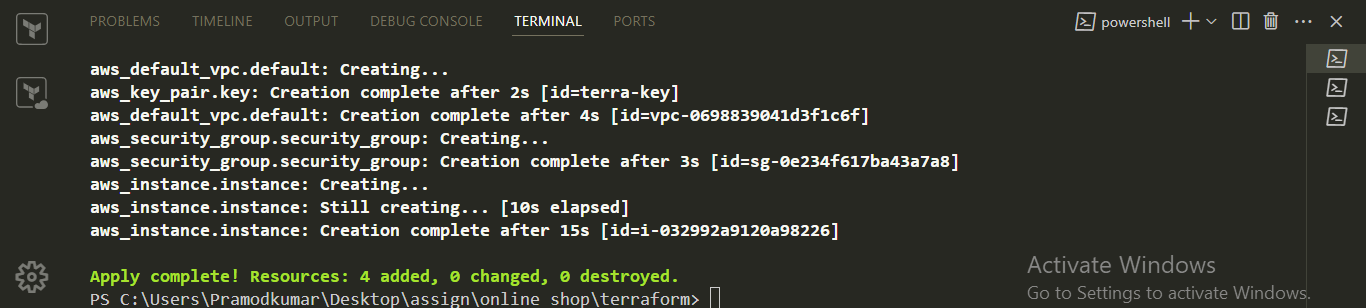 PROBLEMS TIMELINE OUTPUT DEBUG CONSOLE TERMINAL PORTS powershell
aws_default_vpc.default: Creating...
aws_key_pair.key: Creation complete after 2s [id=terra-key]
aws_default_vpc.default: Creation complete after 4s [id=vpc-0698839041d3f1c6f]
aws_security_group.security_group: Creating...
aws_security_group.security_group: Creation complete after 3s [id=sg-0e234f617ba43a7a8]
aws_instance.instance: Creating...
aws_instance.instance: Still creating... [10s elapsed]
aws_instance.instance: Creation complete after 15s [id=i-032992a9120a98226]
Apply complete! Resources: 4 added, 0 changed, 0 destroyed.
PS C:\Users\Pramodkumar\Desktop\assign\online shop\terraform>
Activate Windows
Go to Settings to activate Windows.